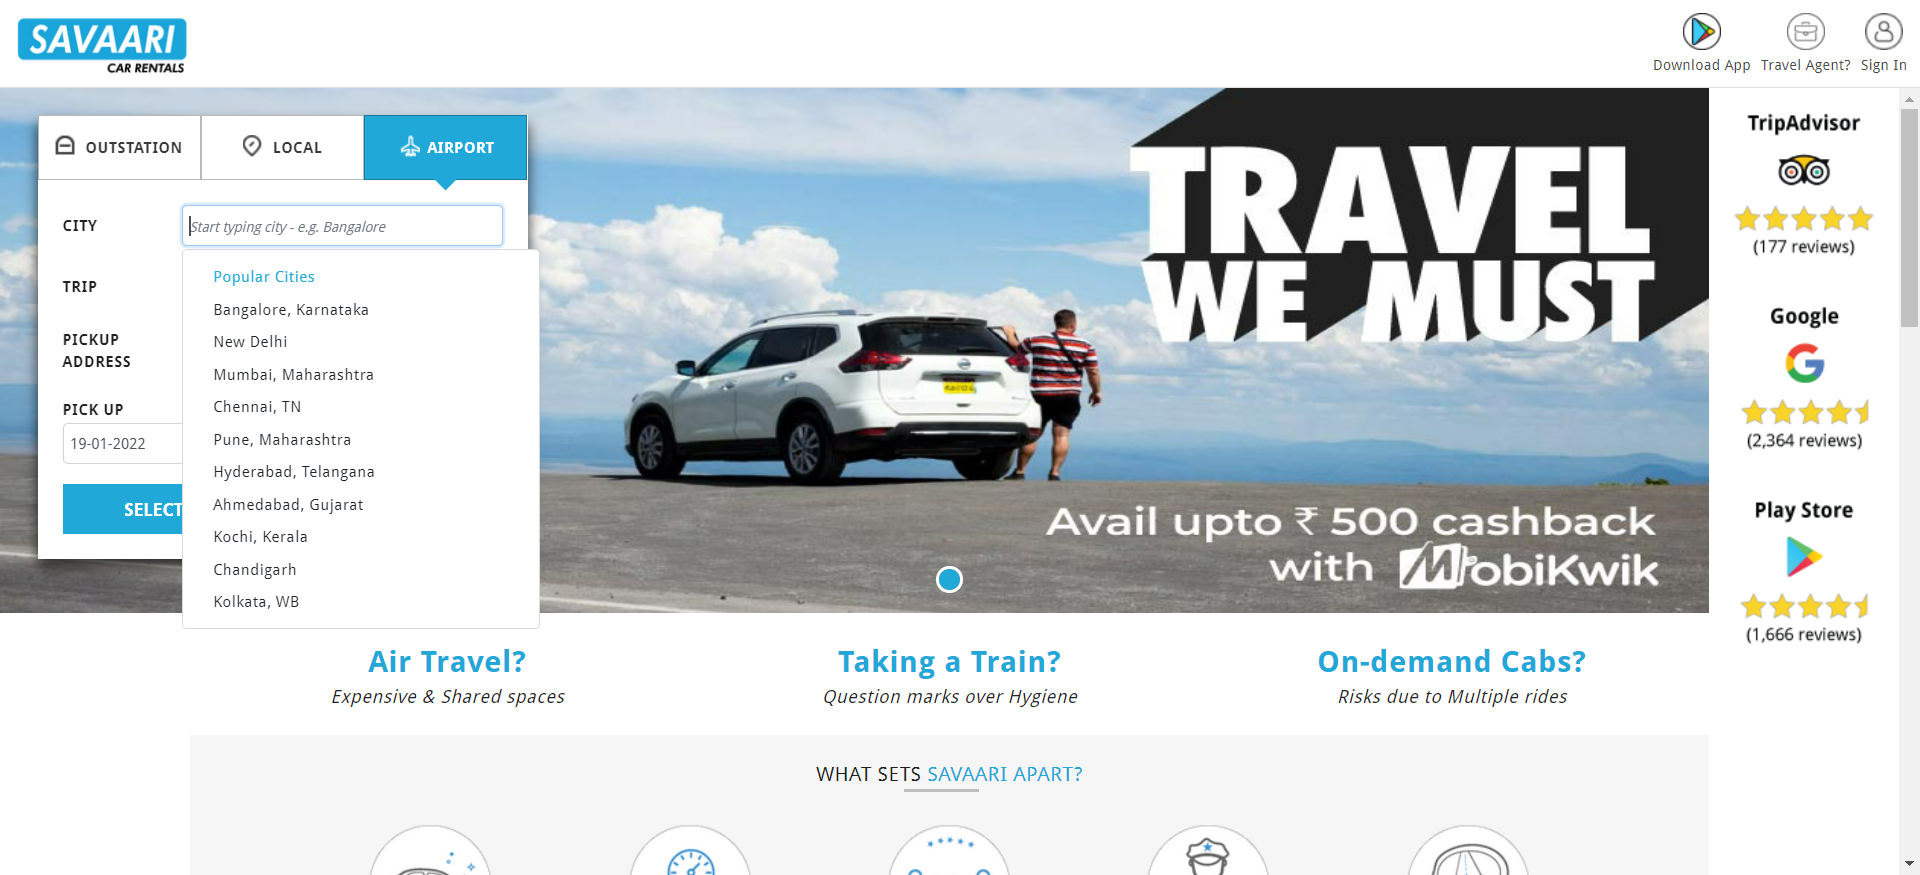 SAVAARI
CAR RENTALS
Download App
Travel Agent?
Sign In
OUTSTATION
LOCAL
AIRPORT
CITY
Start typing city - e.g. Bangalore
TRIP
PICKUP
ADDRESS
PICK UP
19-01-2022
SELECT
Popular Cities
Bangalore, Karnataka
New Delhi
Mumbai, Maharashtra
Chennai, TN
Pune, Maharashtra
Hyderabad, Telangana
Ahmedabad, Gujarat
Kochi, Kerala
Chandigarh
Kolkata, WB
TRAVEL
WE MUST
Avail upto ₹ 500 cashback
with MobiKwik
TripAdvisor
(177 reviews)
Google
(2,364 reviews)
Play Store
(1,666 reviews)
Air Travel?
Expensive & Shared spaces
Taking a Train?
Question marks over Hygiene
On-demand Cabs?
Risks due to Multiple rides
WHAT SETS SAVAARI APART?